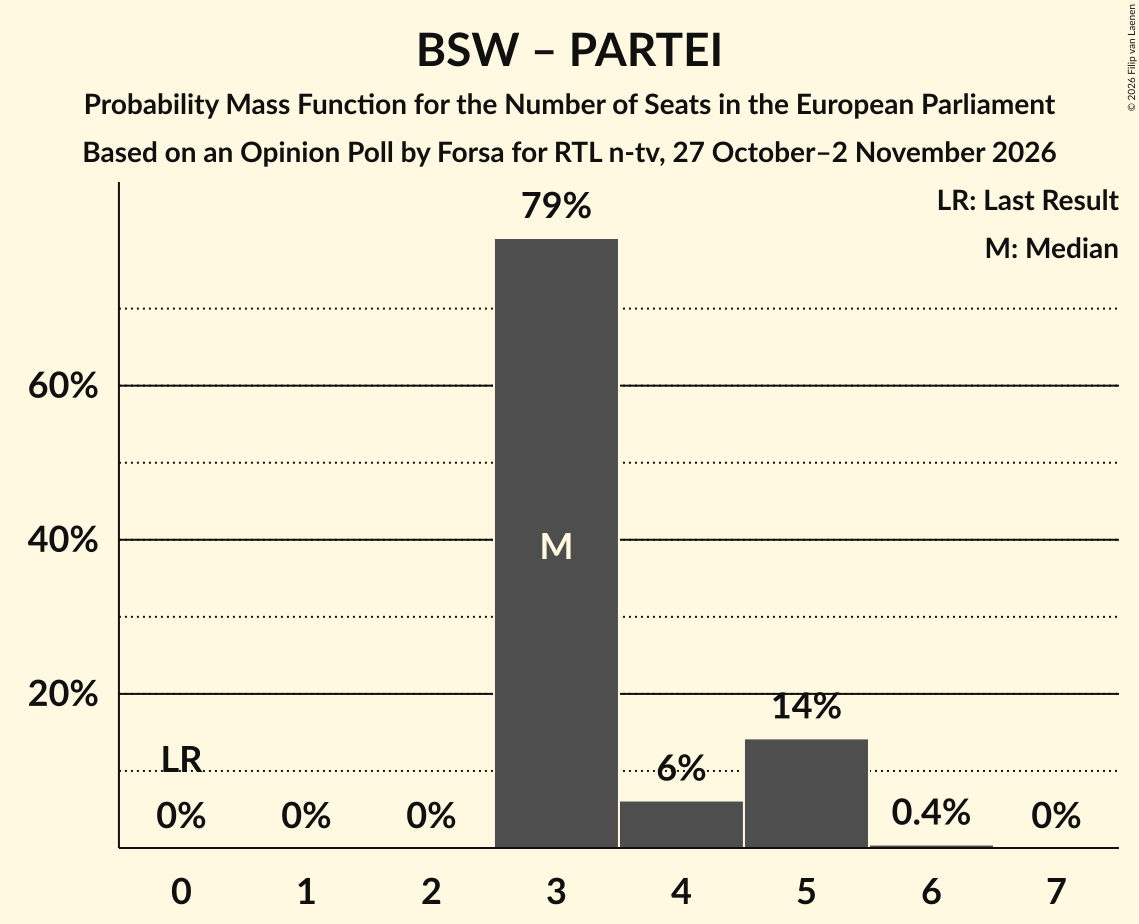 BSW – PARTEI
Probability Mass Function for the Number of Seats in the European Parliament
Based on an Opinion Poll by Forsa for RTL n-tv, 27 October–2 November 2026
© 2026 Filip van Laenen
LR: Last Result
M: Median
79%
60%
40%
M
20%
14%
LR
6%
0% 0% 0% 0.4% 0%
0 1 2 3 4 5 6 7